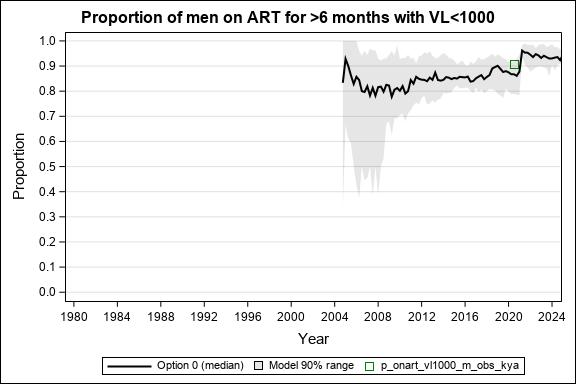 Proportion of men on ART for >6 months with VL<1000
1.0
0.9
0.8
0.7
0.6
0.5
0.4
0.3
0.2
0.1
0.0
Proportion
1980 1984 1988 1992 1996 2000 2004 2008 2012 2016 2020 2024
Year
Option 0 (median) Model 90% range p_onart_vl1000_m_obs_kya